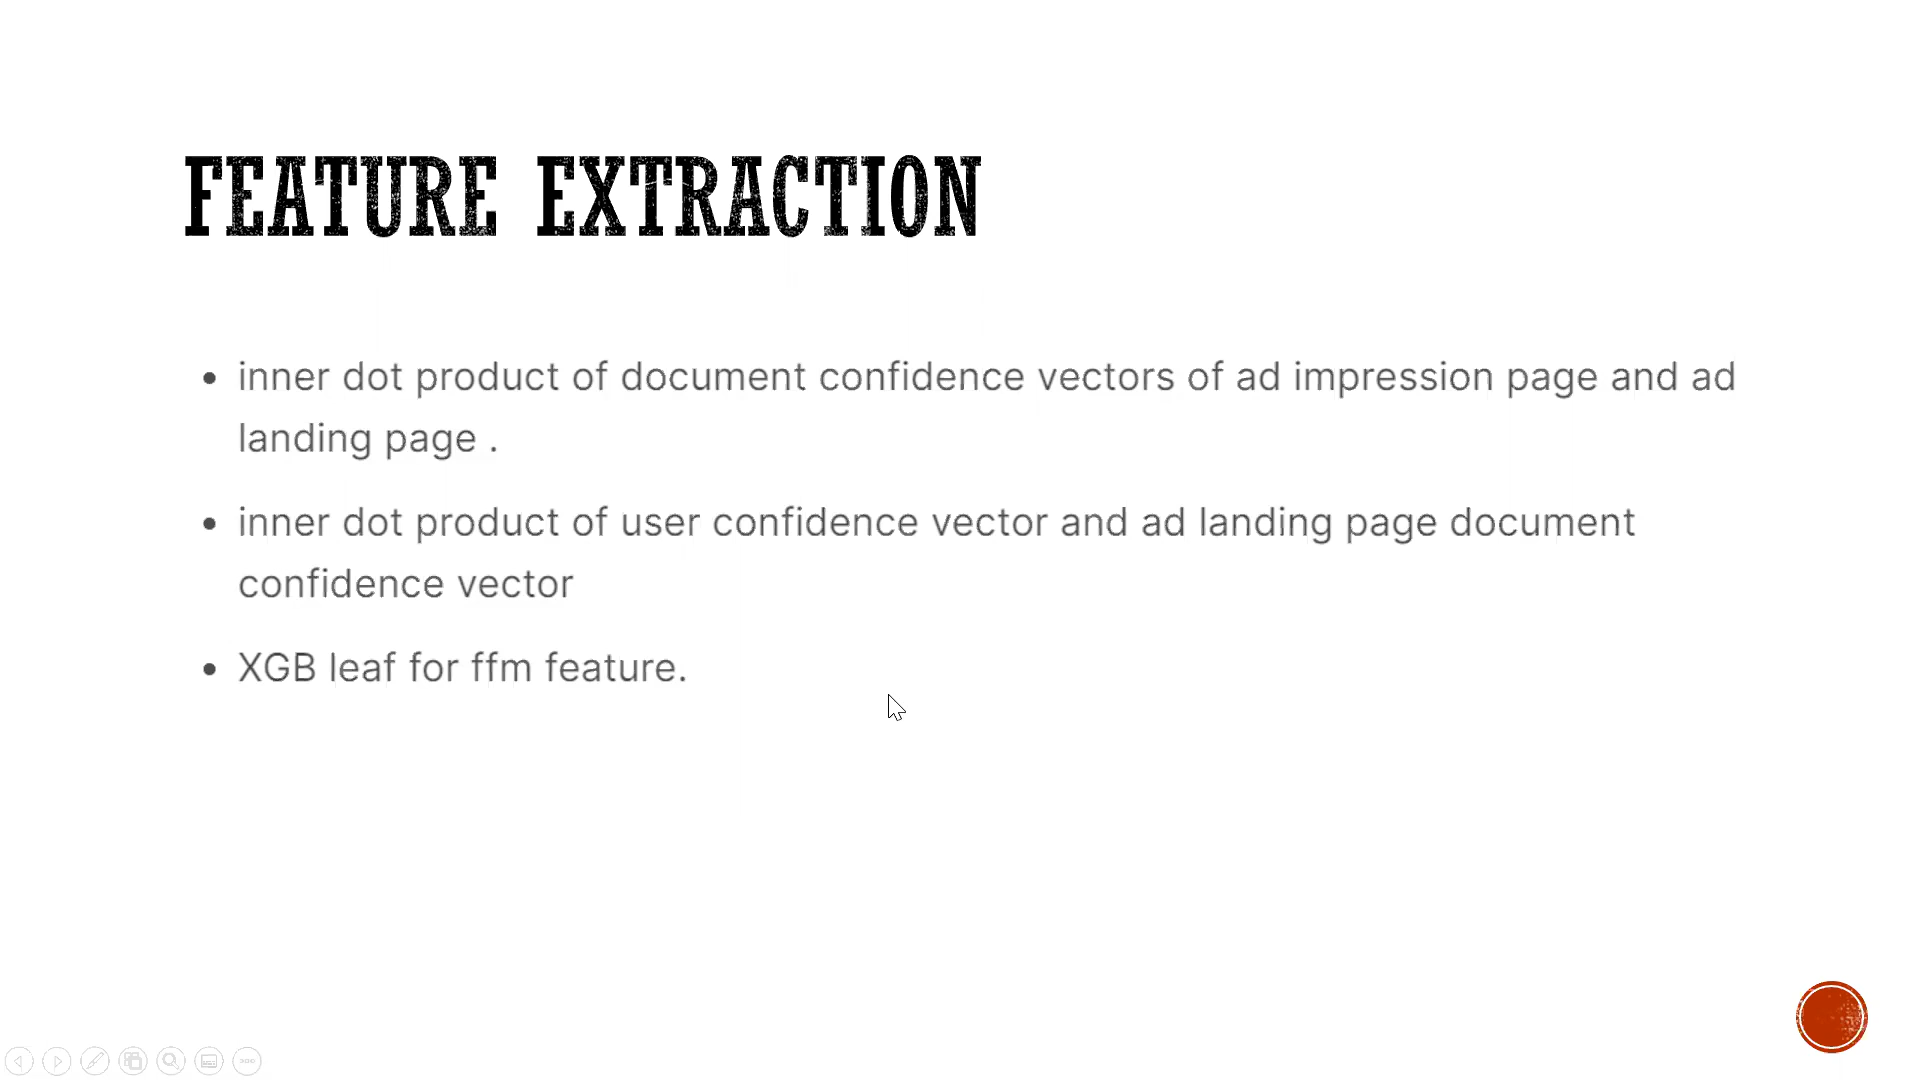 FEATURE EXTRACTION
• inner dot product of document confidence vectors of ad impression page and ad
landing page .
• inner dot product of user confidence vector and ad landing page document
confidence vector
• XGB leaf for ffm feature.